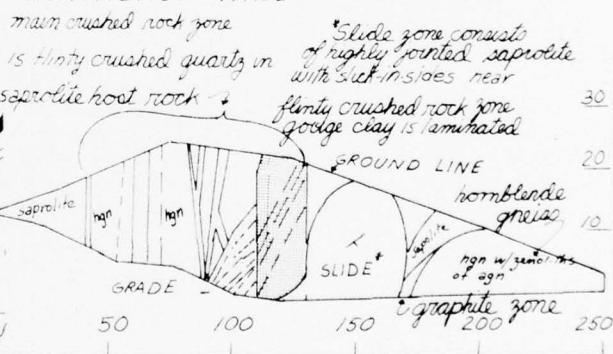 main crushed rock zone
is flinty crushed quartz in
saprolite host rock
*Slide zone consists
of highly jointed saprolite
with slick-in-sides near
flinty crushed rock zone
gouge clay is laminated
30
20
10
GROUND LINE
hornblende
gneiss
saprolite
hgn
hgn
SLIDE*
saprolite
hgn w/zenoliths
of agn
GRADE
graphite zone
50
100
150
200
250